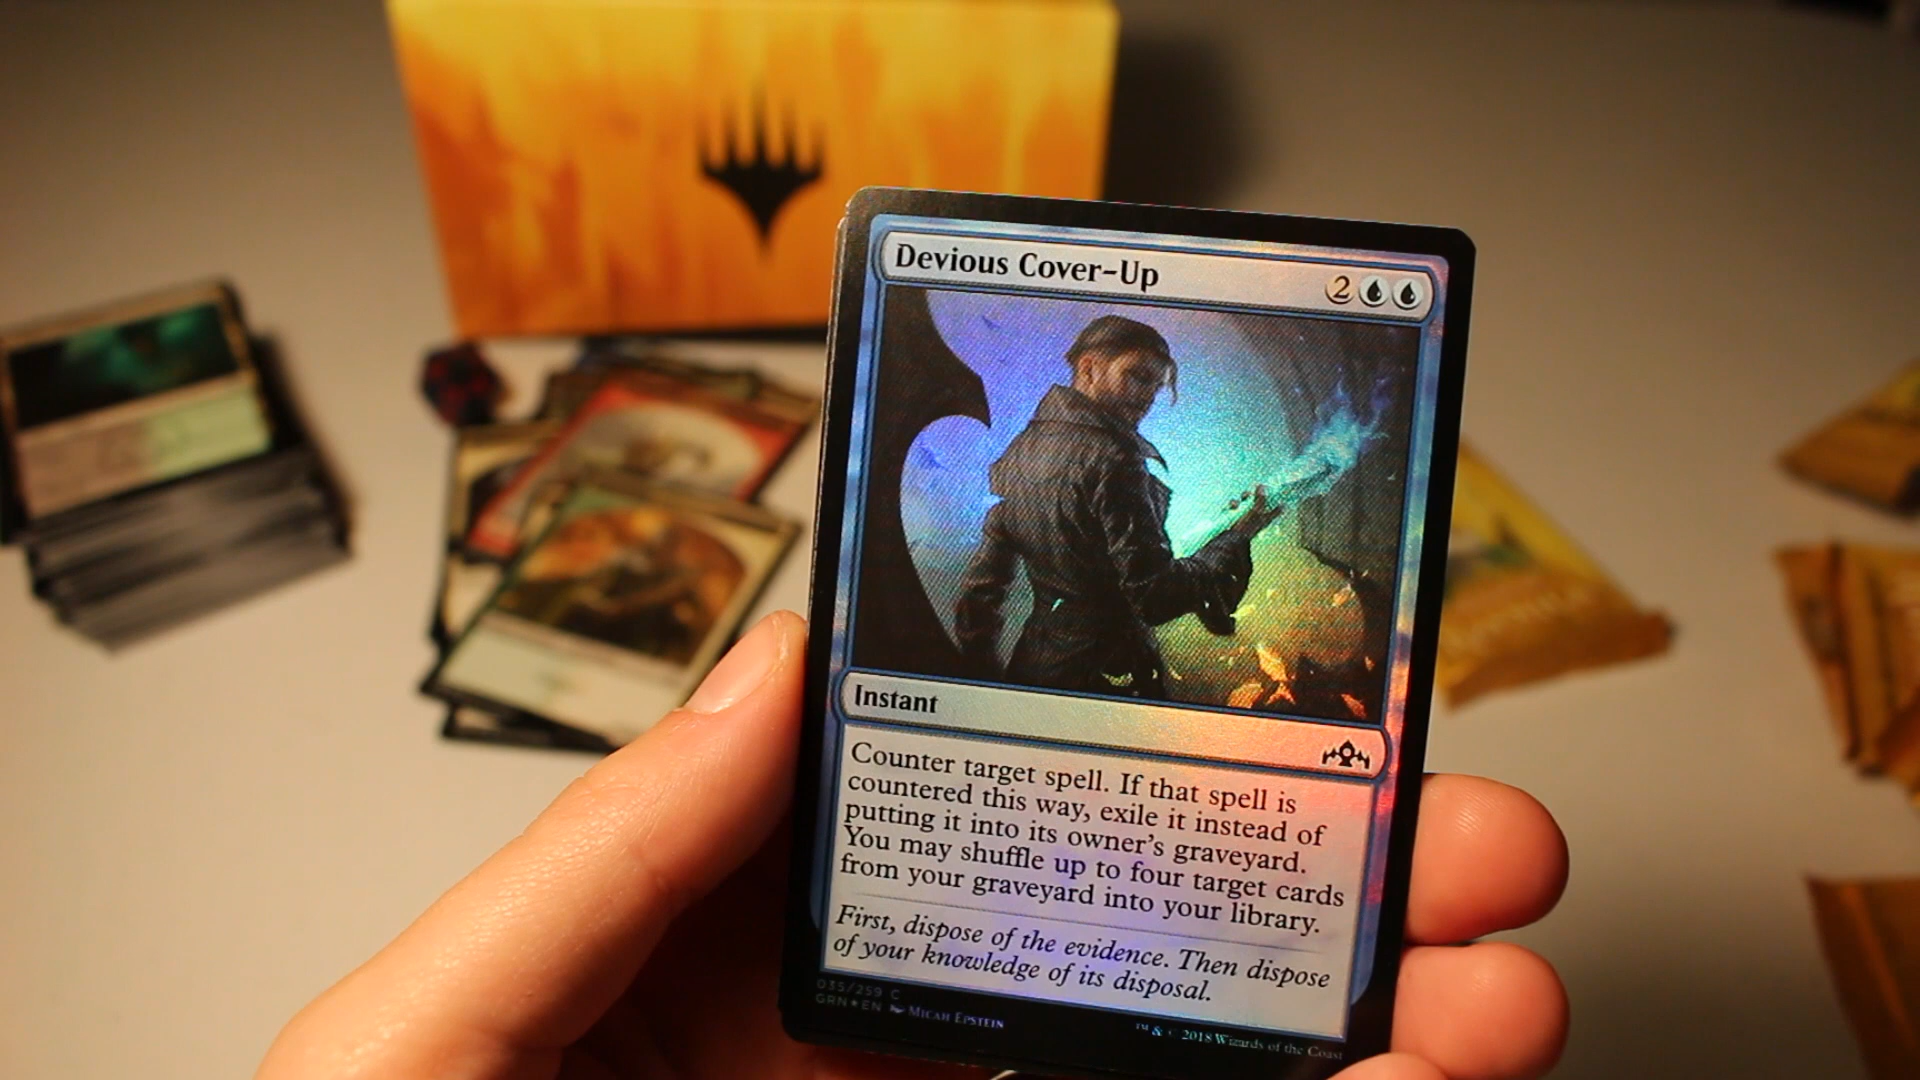 Devious Cover-Up
2
Instant
Counter target spell. If that spell is
countered this way, exile it instead of
putting it into its owner's graveyard.
You may shuffle up to four target cards
from your graveyard into your library.
First, dispose of the evidence. Then dispose
of your knowledge of its disposal.
035/259 C
GRN★EN Micah Epstein
™ & © 2018 Wizards of the Coast